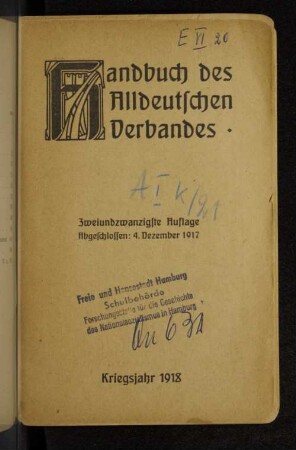 E VI 20
Handbuch des
Alldeutschen
Verbandes.
A I k/241
Zweiundzwanzigste Auflage
Abgeschlossen: 4. Dezember 1917
Freie und Hansestadt Hamburg
Schulbehörde
Forschungsstelle für die Geschichte
des Nationalsozialismus in Hamburg
Kriegsjahr 1918